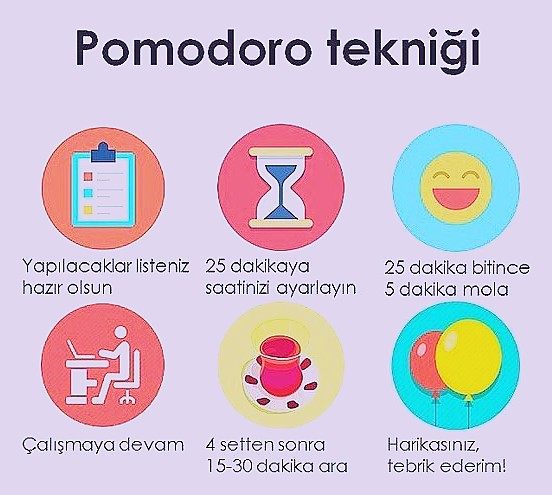 Pomodoro tekniği
Yapılacaklar listeniz
hazır olsun
25 dakikaya
saatinizi ayarlayın
25 dakika bitince
5 dakika mola
Çalışmaya devam
4 setten sonra
15-30 dakika ara
Harikasınız,
tebrik ederim!